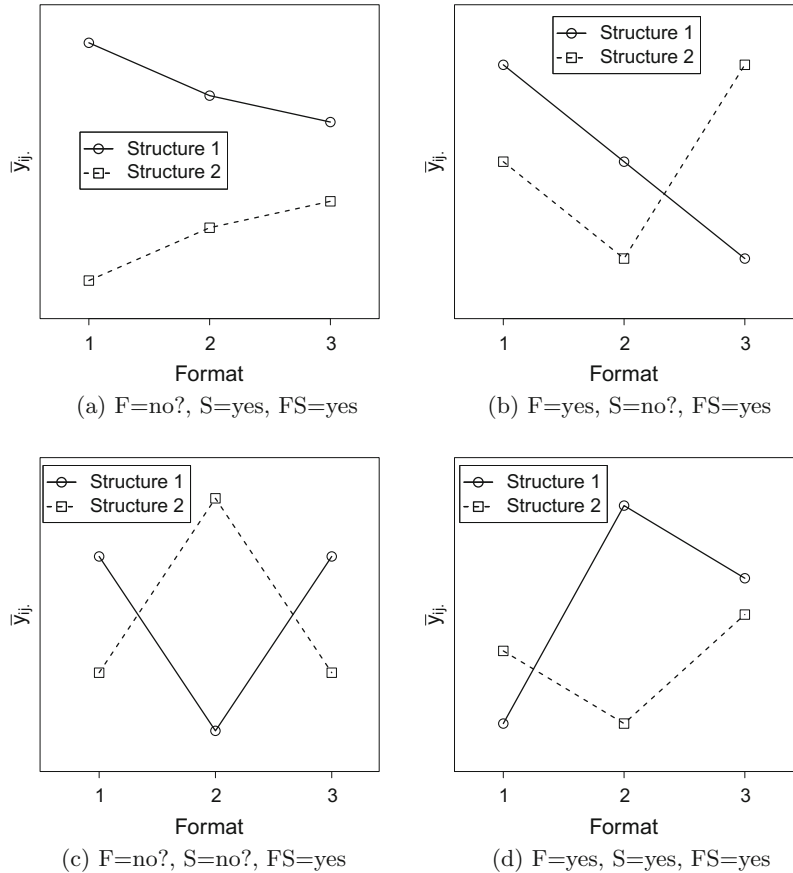 Structure 1
Structure 2
ȳij.
1 2 3
Format
(a) F=no?, S=yes, FS=yes
Structure 1
Structure 2
ȳij.
1 2 3
Format
(b) F=yes, S=no?, FS=yes
Structure 1
Structure 2
ȳij.
1 2 3
Format
(c) F=no?, S=no?, FS=yes
Structure 1
Structure 2
ȳij.
1 2 3
Format
(d) F=yes, S=yes, FS=yes